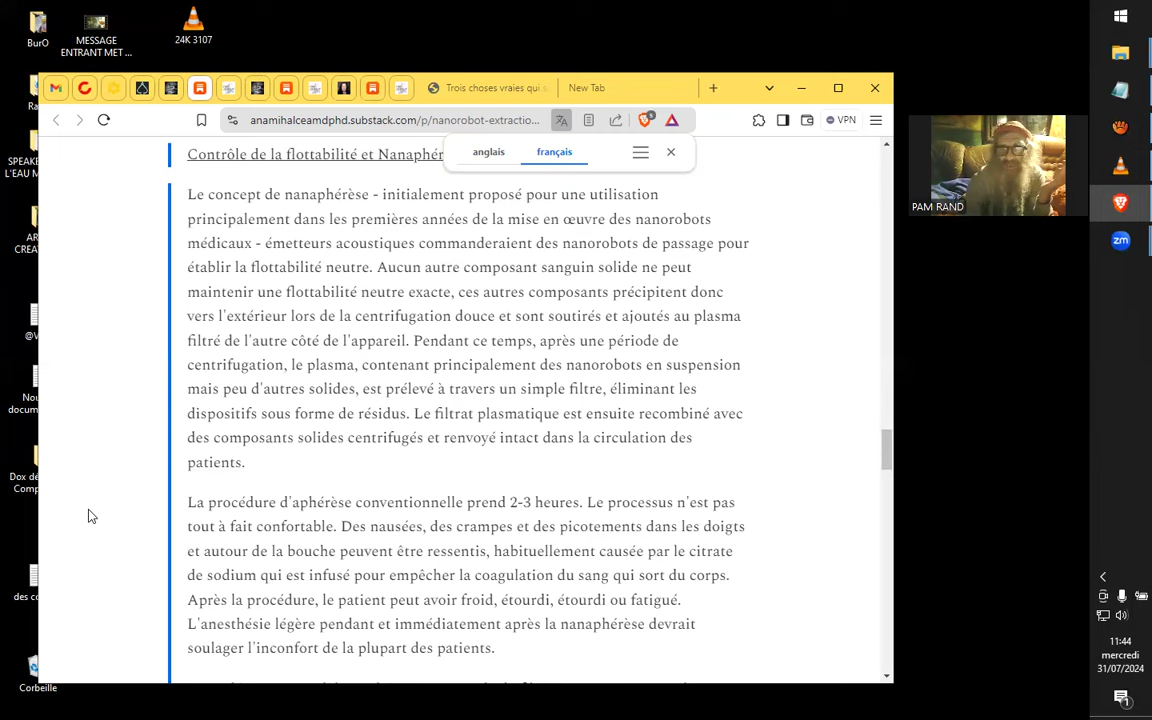 BurO
MESSAGE
ENTRANT MET ...
24K 3107
Trois choses vraies qui
New Tab
anamihalceamdphd.substack.com/p/nanorobot-extractio...
5
VPN
anglais
français
Contrôle de la flottabilité et Nanaphér
Le concept de nanaphérèse - initialement proposé pour une utilisation
principalement dans les premières années de la mise en œuvre des nanorobots
médicaux - émetteurs acoustiques commanderaient des nanorobots de passage pour
établir la flottabilité neutre. Aucun autre composant sanguin solide ne peut
maintenir une flottabilité neutre exacte, ces autres composants précipitent donc
vers l'extérieur lors de la centrifugation douce et sont soutirés et ajoutés au plasma
filtré de l'autre côté de l'appareil. Pendant ce temps, après une période de
centrifugation, le plasma, contenant principalement des nanorobots en suspension
mais peu d'autres solides, est prélevé à travers un simple filtre, éliminant les
dispositifs sous forme de résidus. Le filtrat plasmatique est ensuite recombiné avec
des composants solides centrifugés et renvoyé intact dans la circulation des
patients.
La procédure d'aphérèse conventionnelle prend 2-3 heures. Le processus n'est pas
tout à fait confortable. Des nausées, des crampes et des picotements dans les doigts
et autour de la bouche peuvent être ressentis, habituellement causée par le citrate
de sodium qui est infusé pour empêcher la coagulation du sang qui sort du corps.
Après la procédure, le patient peut avoir froid, étourdi, étourdi ou fatigué.
L'anesthésie légère pendant et immédiatement après la nanaphérèse devrait
soulager l'inconfort de la plupart des patients.
Ra
SPEAKE
L'EAU M
AR
CREA
@V
Nou
docum
Dox dé
Comp
des co
Corbeille
PAM RAND
zm
11:44
mercredi
31/07/2024
1